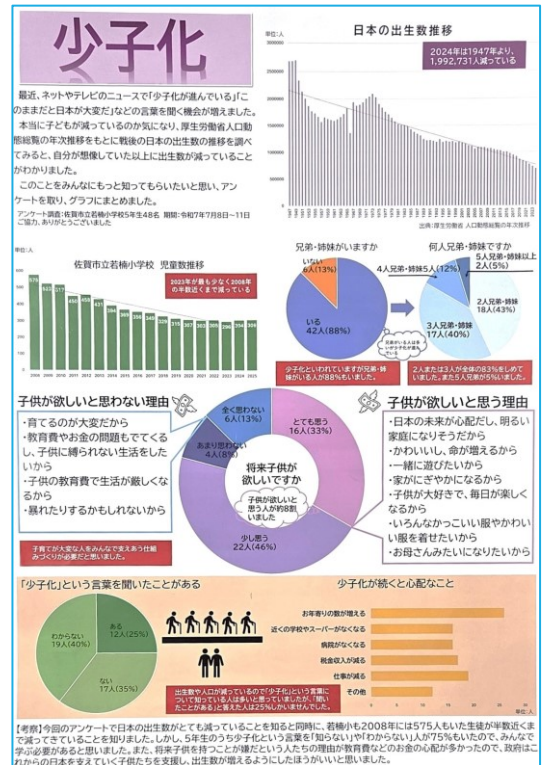 少子化
最近、ネットやテレビのニュースで「少子化が進んでいる」「こ
のままだと日本が大変だ」などの言葉を聞く機会が増えました。
本当に子どもが減っているのか気になり、厚生労働省人口動
態総覧の年次推移をもとに戦後の日本の出生数の推移を調べ
てみると、自分が想像していた以上に出生数が減っていること
がわかりました。
このことをみんなにもっと知ってもらいたいと思い、アン
ケートを取り、グラフにまとめました。
アンケート調査:佐賀市立若楠小学校5年生48名 期間:令和7年7月8日〜11日
ご協力、ありがとうございました
日本の出生数推移
単位:人
2024年は1947年より、
1,992,731人減っている
出典:厚生労働省 人口動態総覧の年次推移
単位:人
佐賀市立若楠小学校 児童数推移
2023年が最も少なく2008年
の半数近くまで減っている
2008 2009 2010 2011 2012 2013 2014 2015 2016 2017 2018 2019 2020 2021 2022 2023 2024 2025
兄弟・姉妹がいますか
いない
6人(13%)
いる
42人(88%)
兄弟がいる人は多
いが少子化が進ん
でいる
少子化といわれていますが兄弟・姉
妹がいる人が88%もいました。
何人兄弟・姉妹ですか
5人兄弟・姉妹以上
2人(5%)
4人兄弟・姉妹5人(12%)
2人兄弟・姉妹
18人(43%)
3人兄弟・姉妹
17人(40%)
2人または3人が全体の83%をしめて
いました。また5人兄弟が5%いました。
子供が欲しいと思わない理由
・育てるのが大変だから
・教育費やお金の問題もでてくる
し、子供に縛られない生活をした
いから
・子供の教育費で生活が厳しくな
るから
・暴れたりするかもしれないから
子育てが大変な人をみんなで支えあう仕組
みづくりが必要だと思いました。
全く思わない
6人(13%)
あまり思わない
4人(8%)
とても思う
16人(33%)
少し思う
22人(46%)
将来子供が
欲しいですか
子供が欲しいと
思う人が約8割
いました
子供が欲しいと思う理由
・日本の未来が心配だし、明るい
家庭になりそうだから
・かわいいし、命が増えるから
・一緒に遊びたいから
・家がにぎやかになるから
・子供が大好きで、毎日が楽しく
なるから
・いろんなかっこいい服やかわい
い服を着せたいから
・お母さんみたいになりたいから
「少子化」という言葉を聞いたことがある
わからない
19人(40%)
ある
12人(25%)
ない
17人(35%)
出生数や人口が減っているので「少子化」という言葉に
ついて知っている人は多いと思っていましたが、「聞い
たことがある」と答えた人は25%しかいませんでした。
少子化が続くと心配なこと
お年寄りの数が増える
近くの学校やスーパーがなくなる
病院がなくなる
税金収入が減る
仕事が減る
その他
【考察】今回のアンケートで日本の出生数がとても減っていることを知ると同時に、若楠小も2008年には575人もいた生徒が半数近くま
で減ってきていることを知りました。しかし、5年生のうち少子化という言葉を「知らない」や「わからない」人が75%もいたので、みんなで
学ぶ必要があると思いました。また、将来子供を持つことが嫌だという人たちの理由が教育費などのお金の心配が多かったので、政府はこ
れからの日本を支えていく子供たちを支援し、出生数が増えるようにしたほうがいいと思いました。